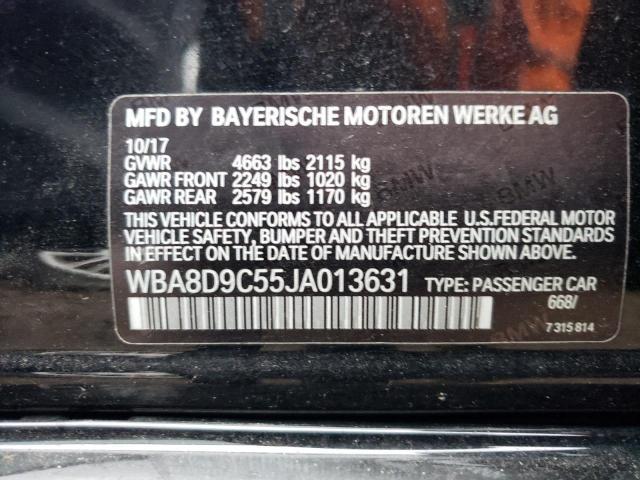 MFD BY BAYERISCHE MOTOREN WERKE AG
10/17
GVWR 4663 lbs 2115 kg
GAWR FRONT 2249 lbs 1020 kg
GAWR REAR 2579 lbs 1170 kg
THIS VEHICLE CONFORMS TO ALL APPLICABLE U.S.FEDERAL MOTOR
VEHICLE SAFETY, BUMPER AND THEFT PREVENTION STANDARDS
IN EFFECT ON THE DATE OF MANUFACTURE SHOWN ABOVE.
WBA8D9C55JA013631 TYPE: PASSENGER CAR
668/
7 315 814